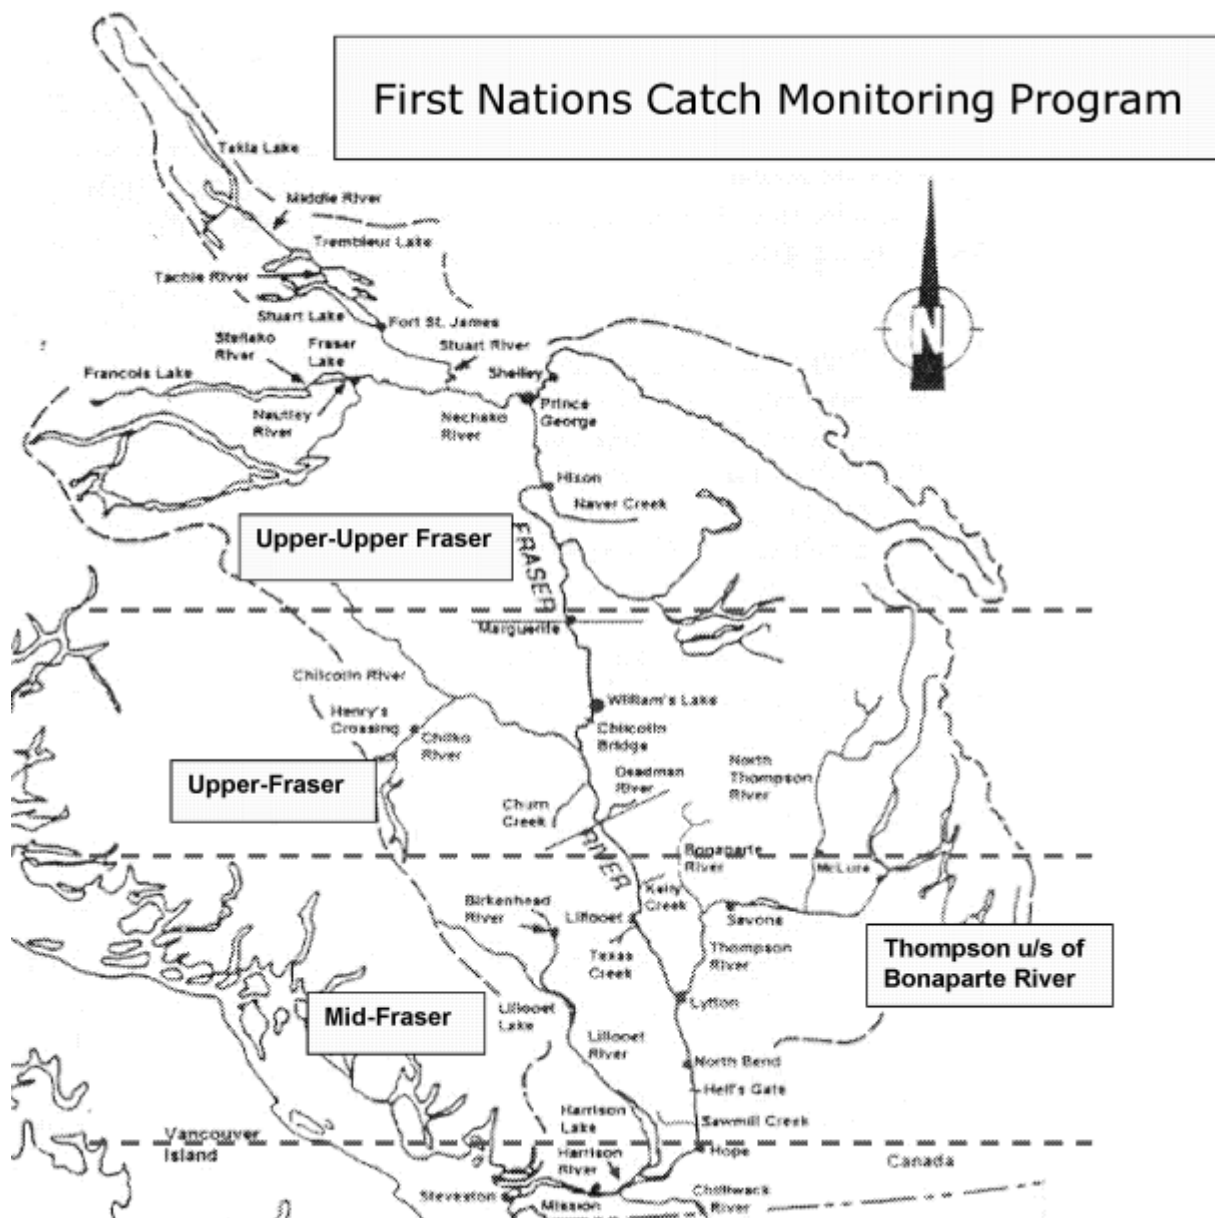 First Nations Catch Monitoring Program
Takla Lake
Middle River
Trembleur Lake
Tachie River
Stuart Lake
Fort St. James
Stellako
River
Fraser
Lake
Stuart River
Francois Lake
Shelley
Nautley
River
Nechako
River
Prince
George
Hixon
Naver Creek
Upper-Upper Fraser
FRASER
Marguerite
Chilcotin River
William's Lake
Henry's
Crossing
Chilko
River
Chilcotin
Bridge
North
Thompson
River
Deadman
River
Upper-Fraser
Churn
Creek
RIVER
Bonaparte
River
McLure
Kelly
Creek
Birkenhead
River
Lillooet
Savona
Texas
Creek
Thompson
River
Thompson u/s of
Bonaparte River
Lytton
Mid-Fraser
Lillooet
Lake
Lillooet
River
North Bend
Hell's Gate
Harrison
Lake
Sawmill Creek
Vancouver
Island
Hope
Harrison
River
Canada
Steveston
Mission
Chilliwack
River
N